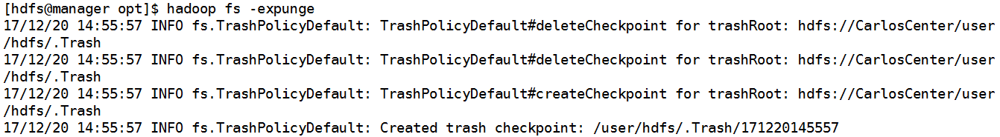 [hdfs@manager opt]$ hadoop fs -expunge
17/12/20 14:55:57 INFO fs.TrashPolicyDefault: TrashPolicyDefault#deleteCheckpoint for trashRoot: hdfs://CarlosCenter/user
/hdfs/.Trash
17/12/20 14:55:57 INFO fs.TrashPolicyDefault: TrashPolicyDefault#deleteCheckpoint for trashRoot: hdfs://CarlosCenter/user
/hdfs/.Trash
17/12/20 14:55:57 INFO fs.TrashPolicyDefault: TrashPolicyDefault#createCheckpoint for trashRoot: hdfs://CarlosCenter/user
/hdfs/.Trash
17/12/20 14:55:57 INFO fs.TrashPolicyDefault: Created trash checkpoint: /user/hdfs/.Trash/171220145557